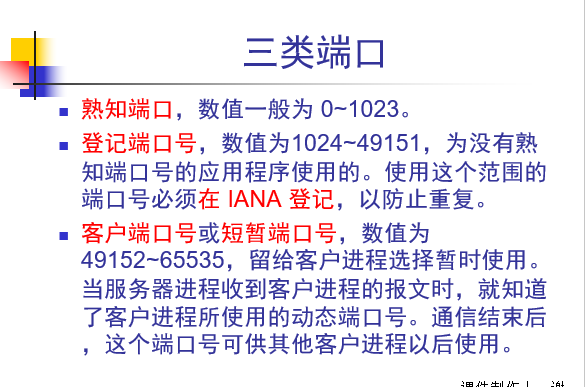 三类端口
熟知端口，数值一般为 0~1023。
登记端口号，数值为1024~49151，为没有熟
知端口号的应用程序使用的。使用这个范围的
端口号必须在 IANA 登记，以防止重复。
客户端口号或短暂端口号，数值为
49152~65535，留给客户进程选择暂时使用。
当服务器进程收到客户进程的报文时，就知道
了客户进程所使用的动态端口号。通信结束后
，这个端口号可供其他客户进程以后使用。